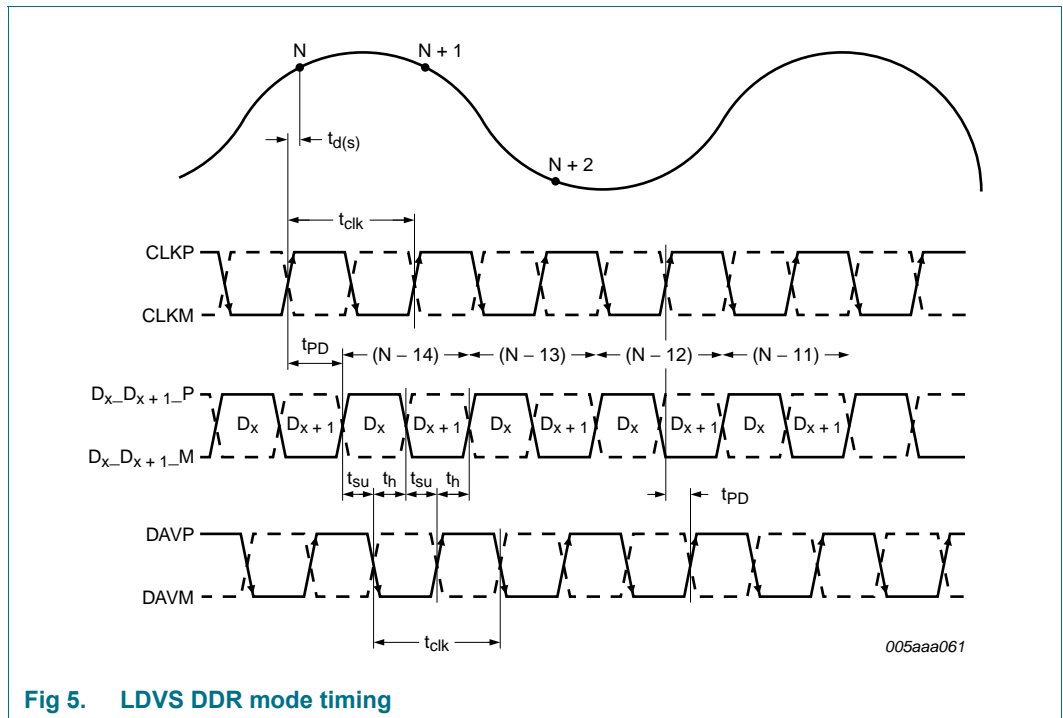 N
N + 1
t_d(s)
N + 2
t_clk
CLKP
CLKM
t_PD
(N − 14) (N − 13) (N − 12) (N − 11)
D_x_D_x + 1_P
D_x D_x + 1 D_x D_x + 1 D_x D_x + 1 D_x D_x + 1 D_x D_x + 1
D_x_D_x + 1_M
t_su t_h t_su t_h
t_PD
DAVP
DAVM
t_clk
005aaa061
Fig 5. LDVS DDR mode timing